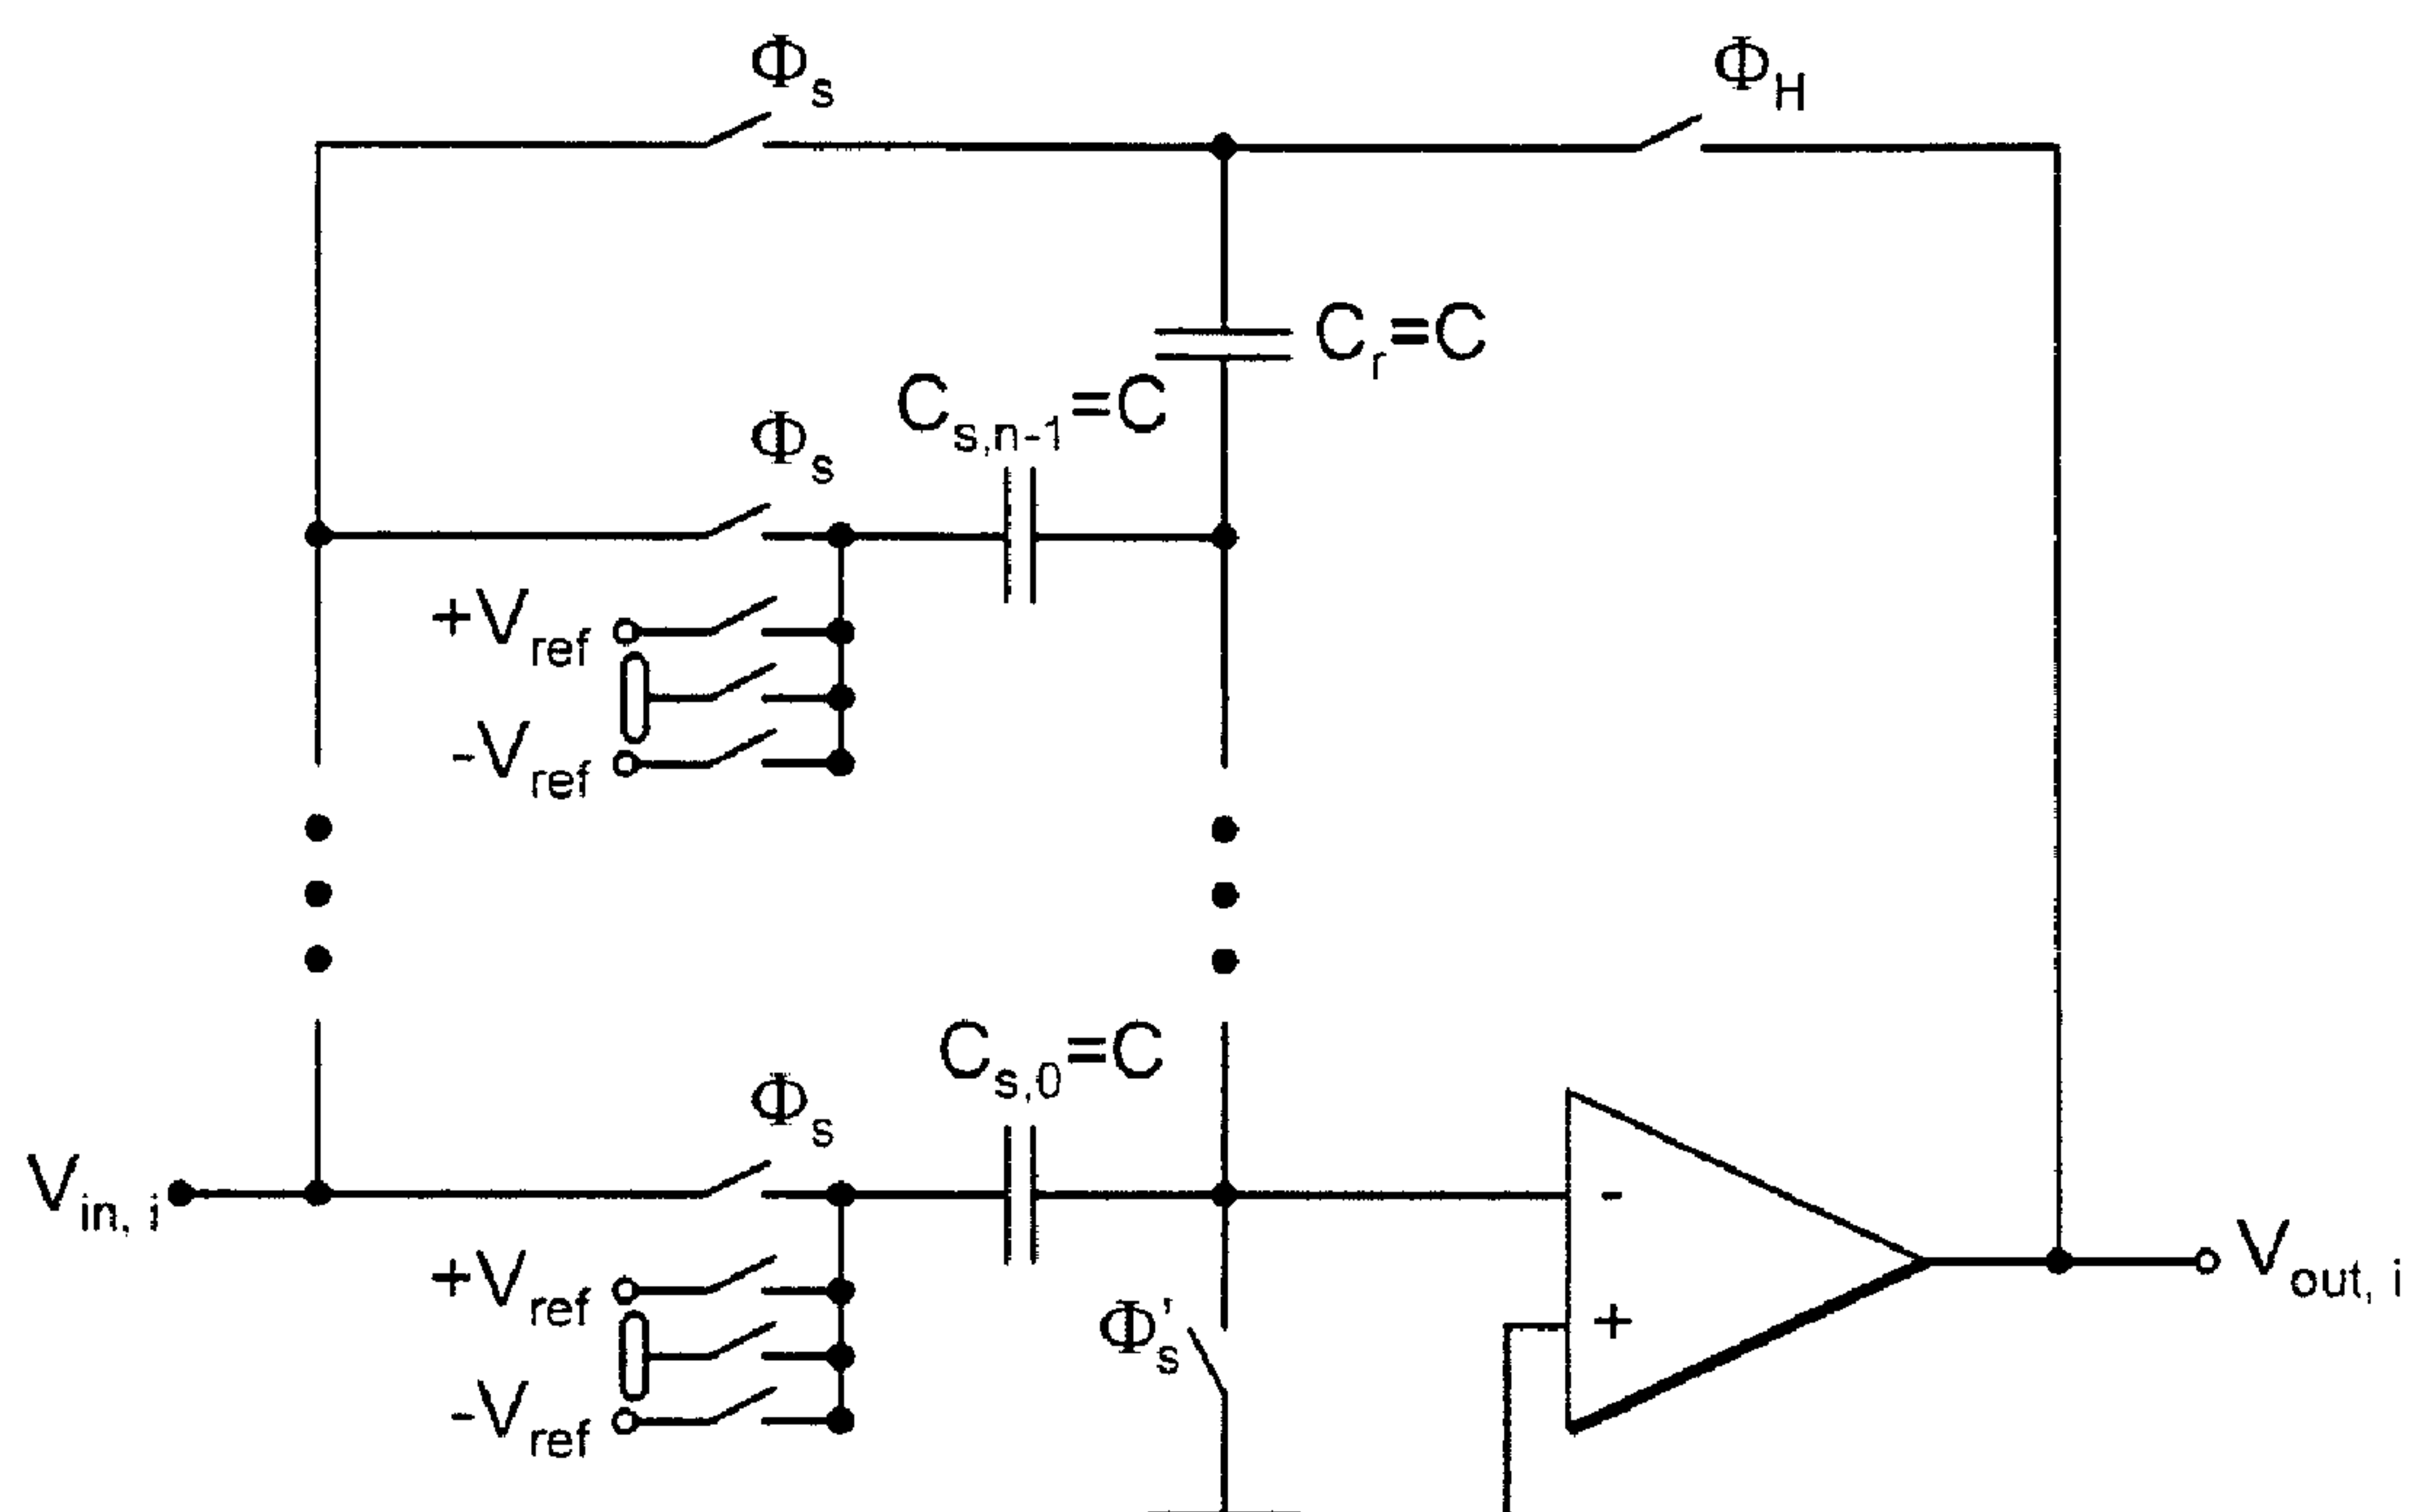 Φs
ΦH
Cr=C
Cs,n-1=C
Φs
+Vref
-Vref
Cs,0=C
Φs
Vin, i
-
+Vref
Φ's
+
Vout, i
-Vref